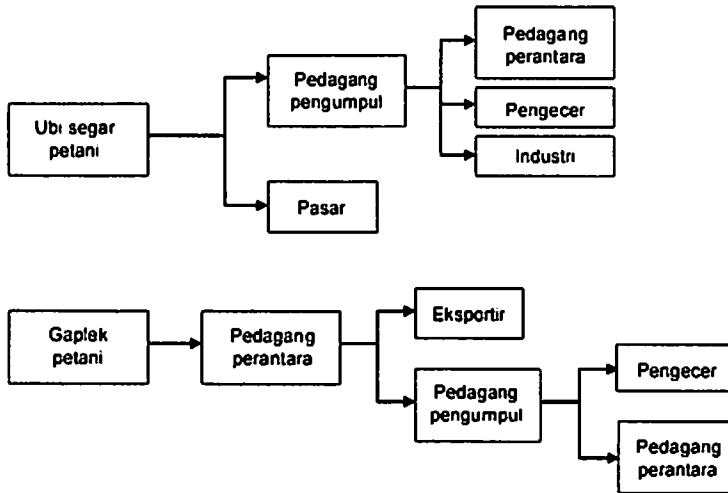 Pedagang
perantara
Pedagang
pengumpul
Ubi segar
petani
Pengecer
Industri
Pasar
Gaplek
petani
Pedagang
perantara
Eksportir
Pedagang
pengumpul
Pengecer
Pedagang
perantara